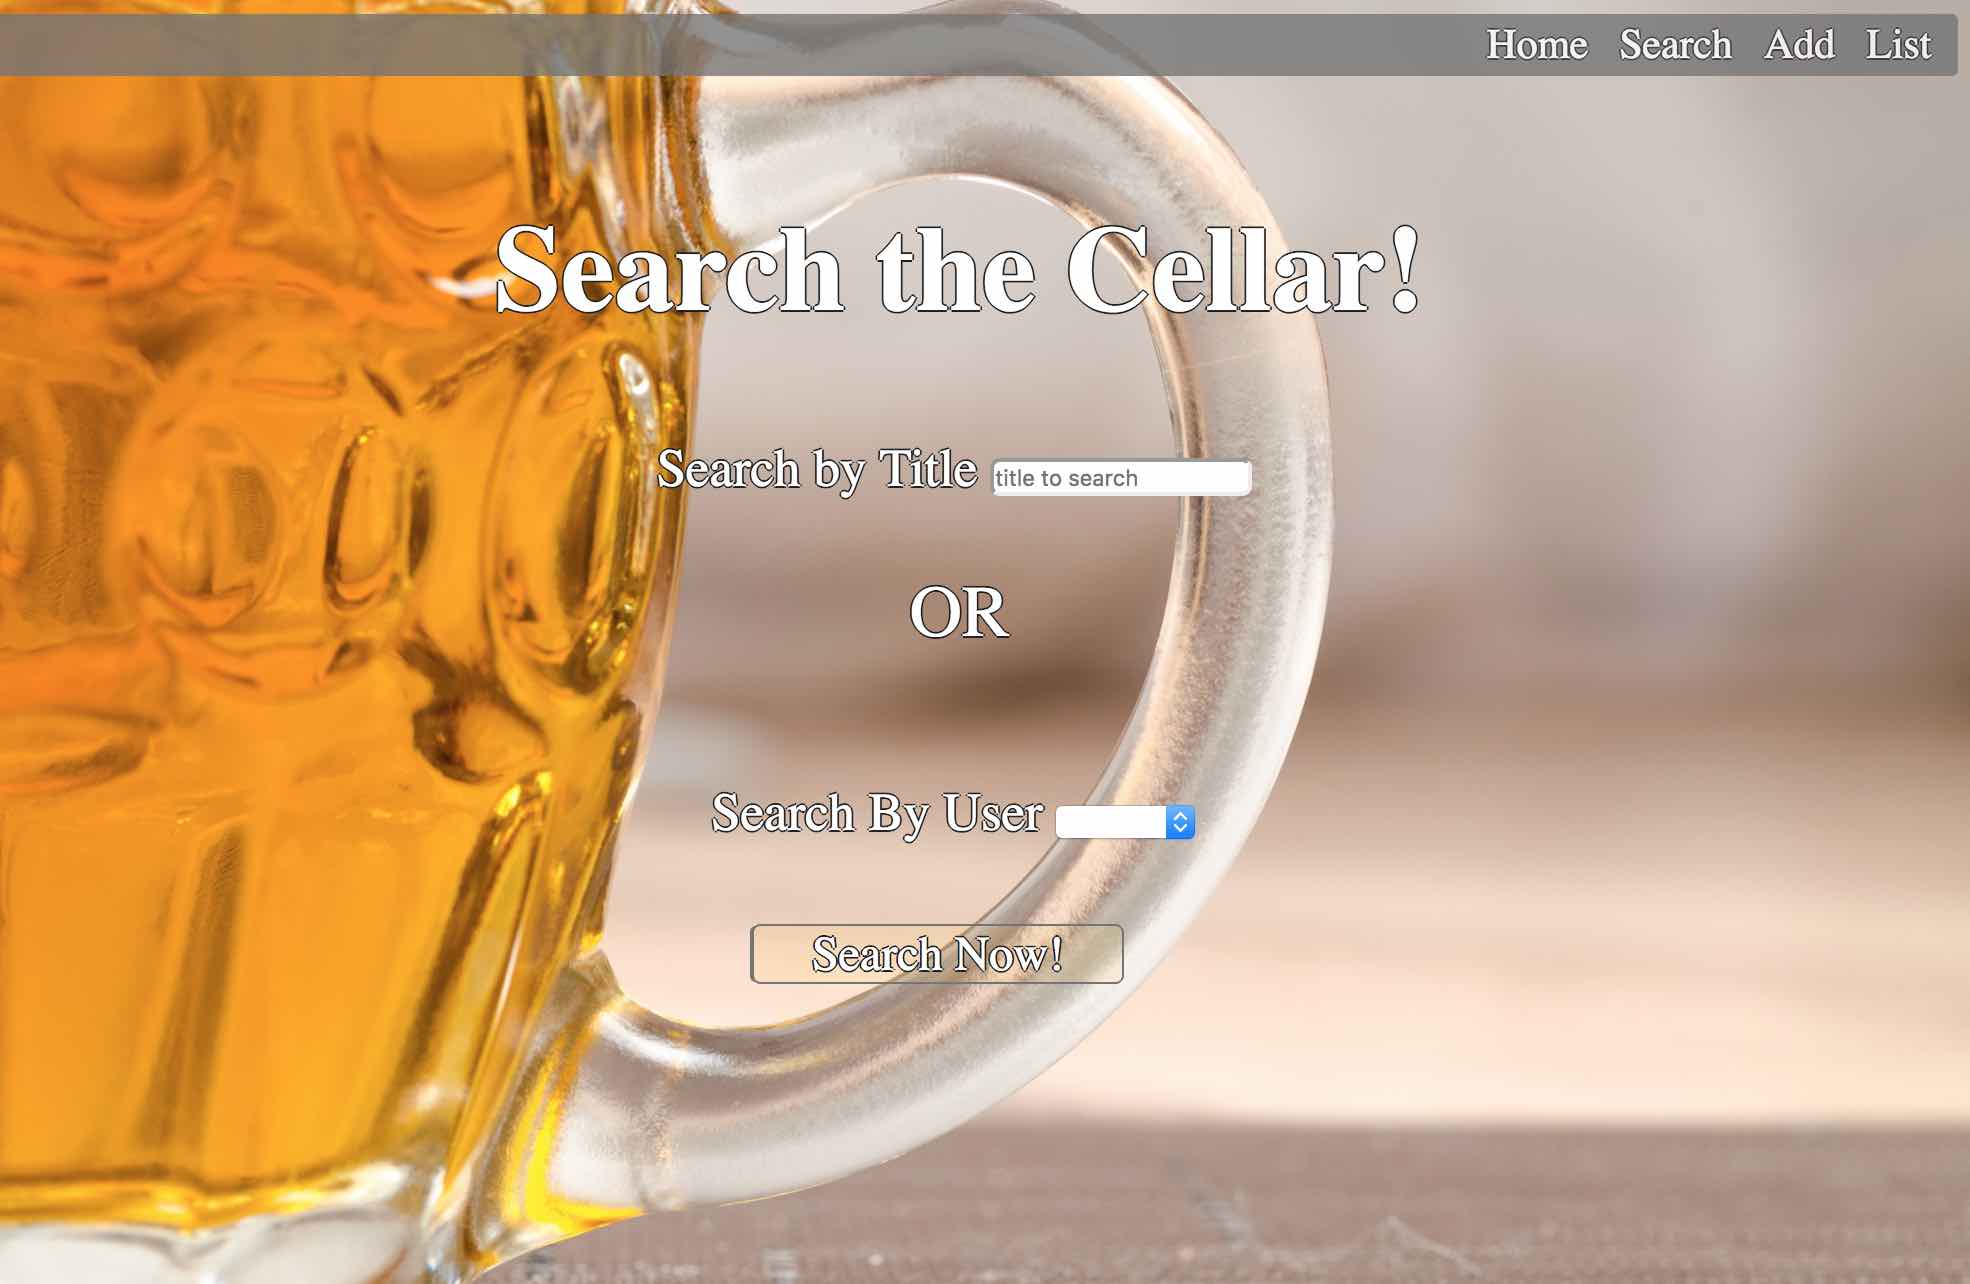 Home Search Add List
Search the Cellar!
Search by Title title to search
OR
Search By User
Search Now!